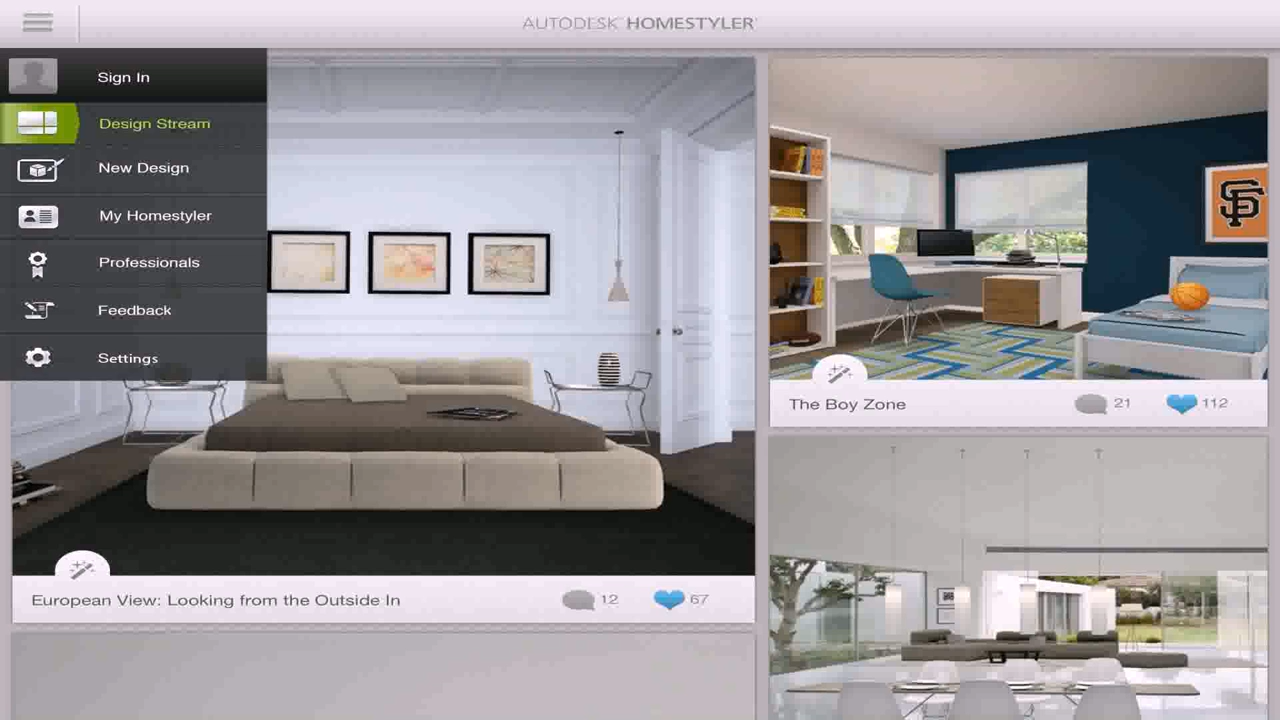 AUTODESK HOMESTYLER
Sign In
Design Stream
New Design
My Homestyler
Professionals
Feedback
Settings
SF
The Boy Zone
21
112
European View: Looking from the Outside In
12
67